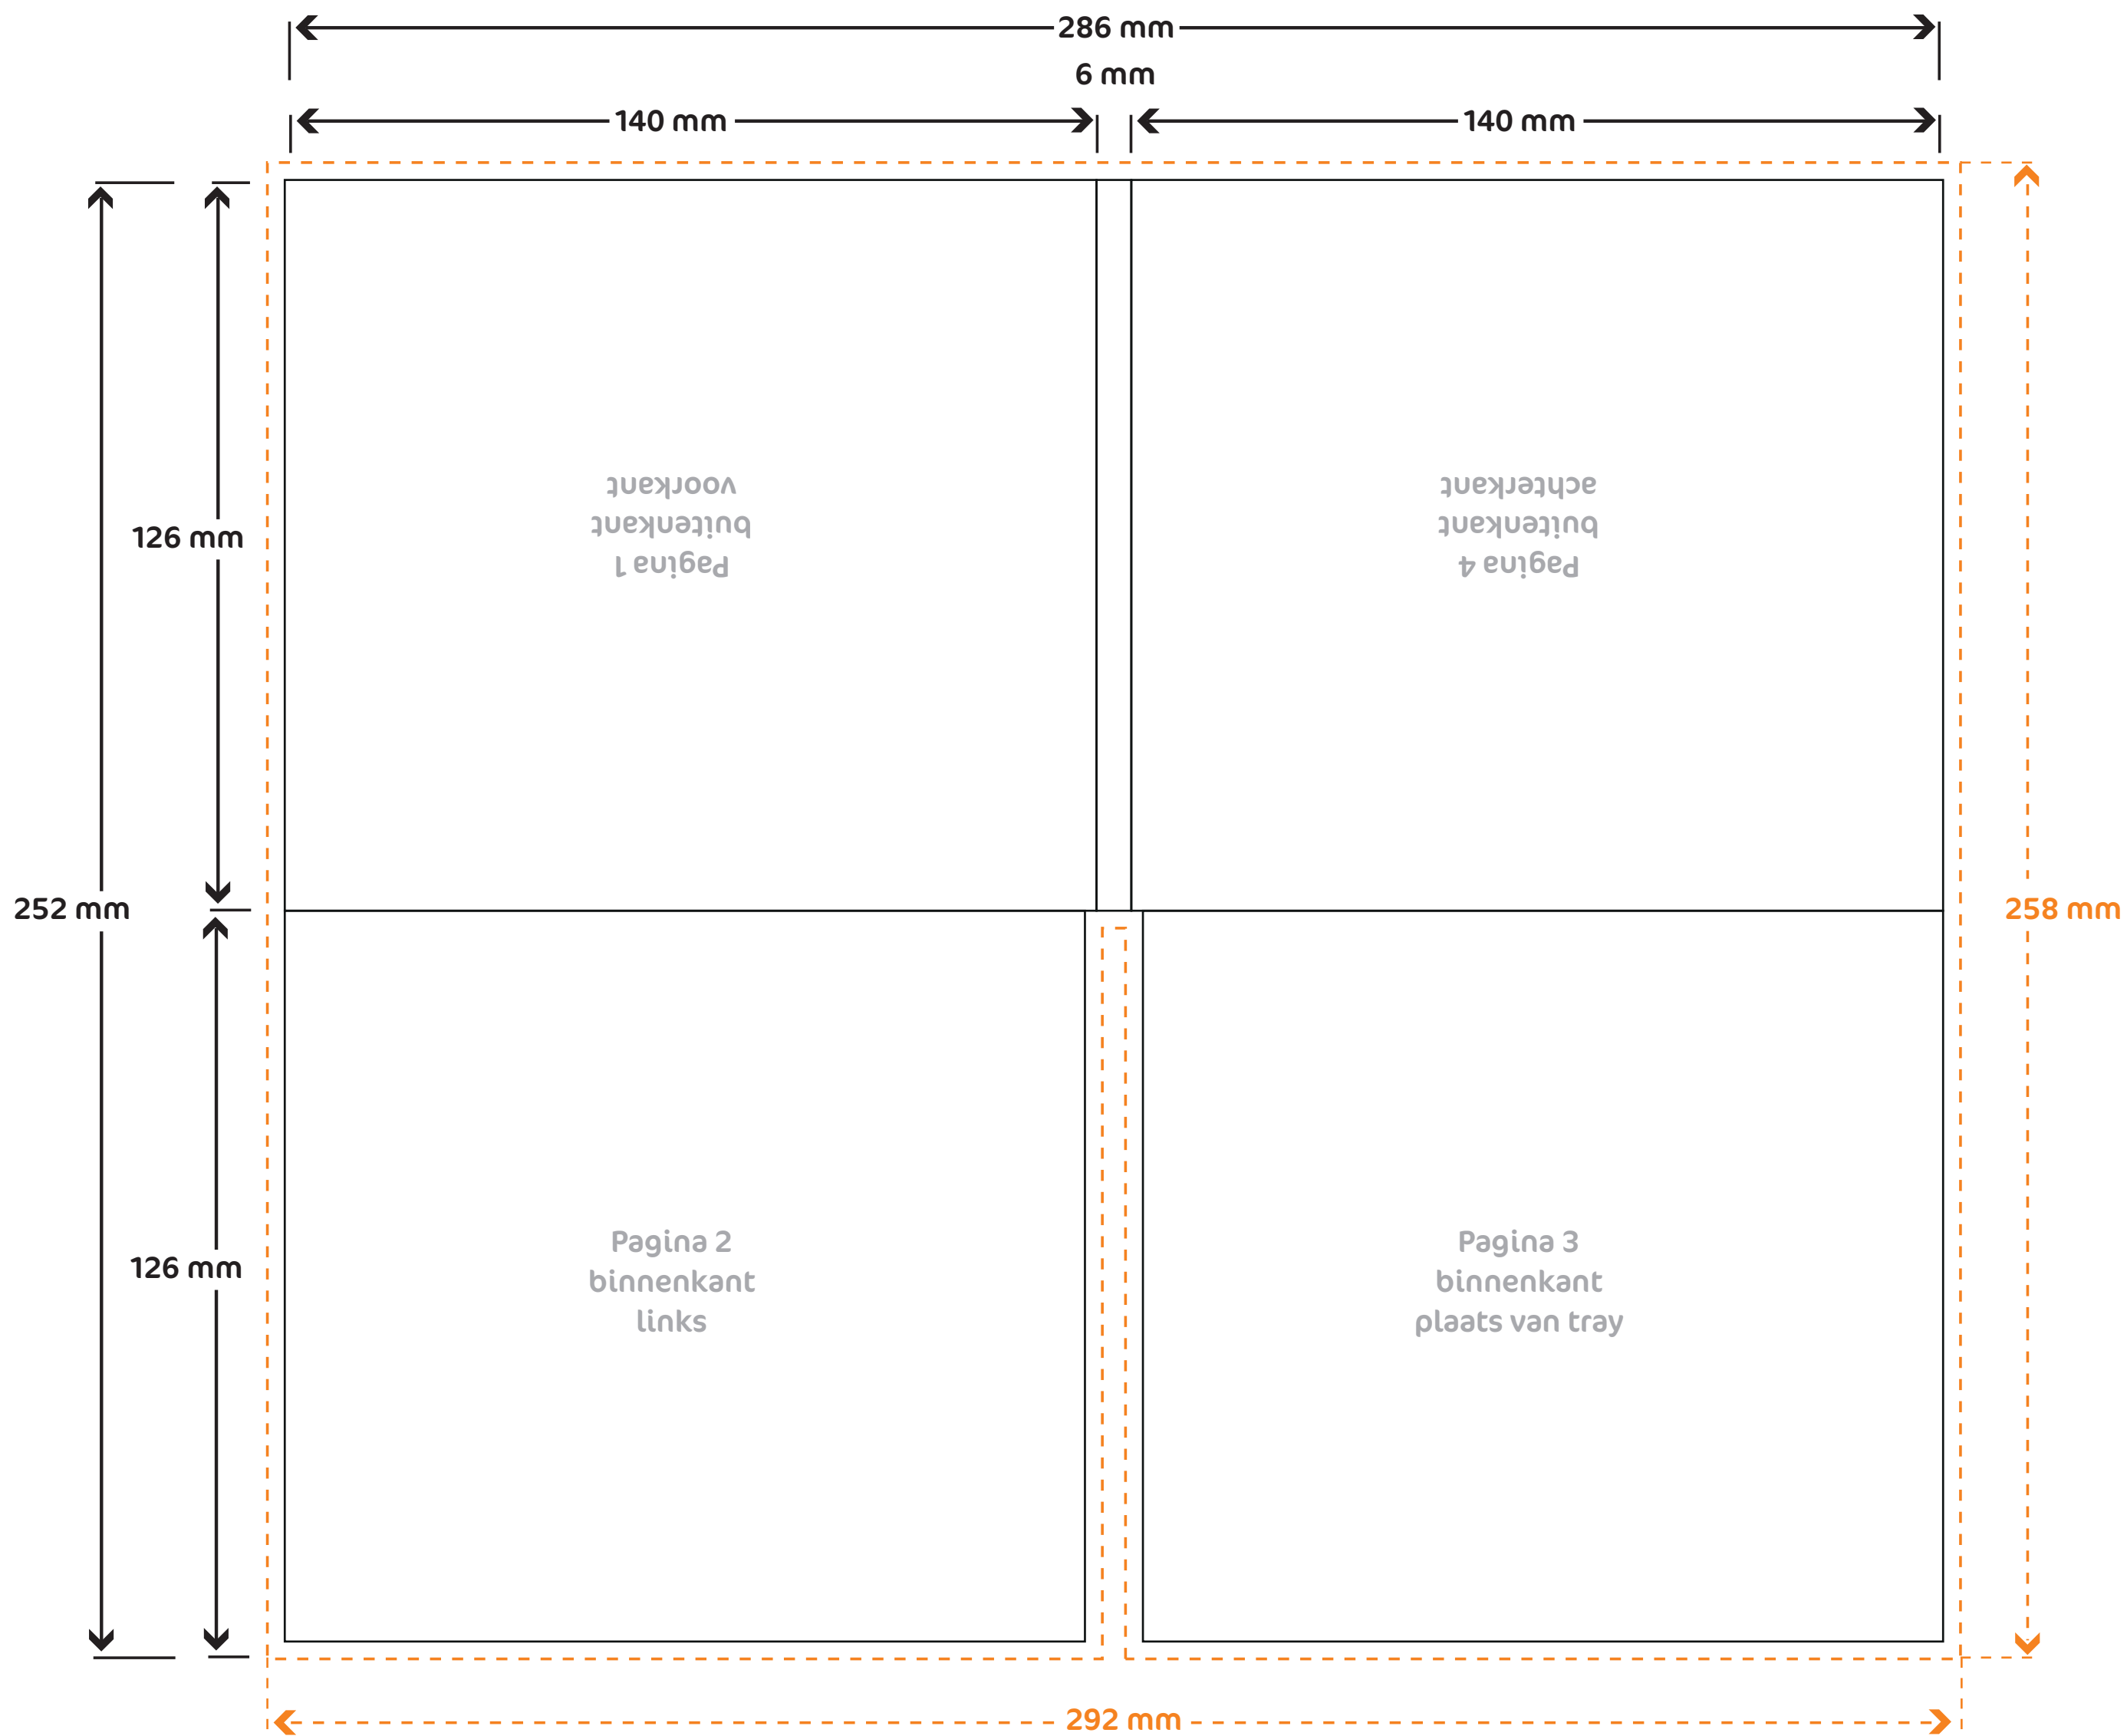 286 mm
6 mm
140 mm
140 mm
126 mm
252 mm
126 mm
258 mm
292 mm
Pagina 1
buitenkant
voorkant
Pagina 4
buitenkant
achterkant
Pagina 2
binnenkant
links
Pagina 3
binnenkant
plaats van tray